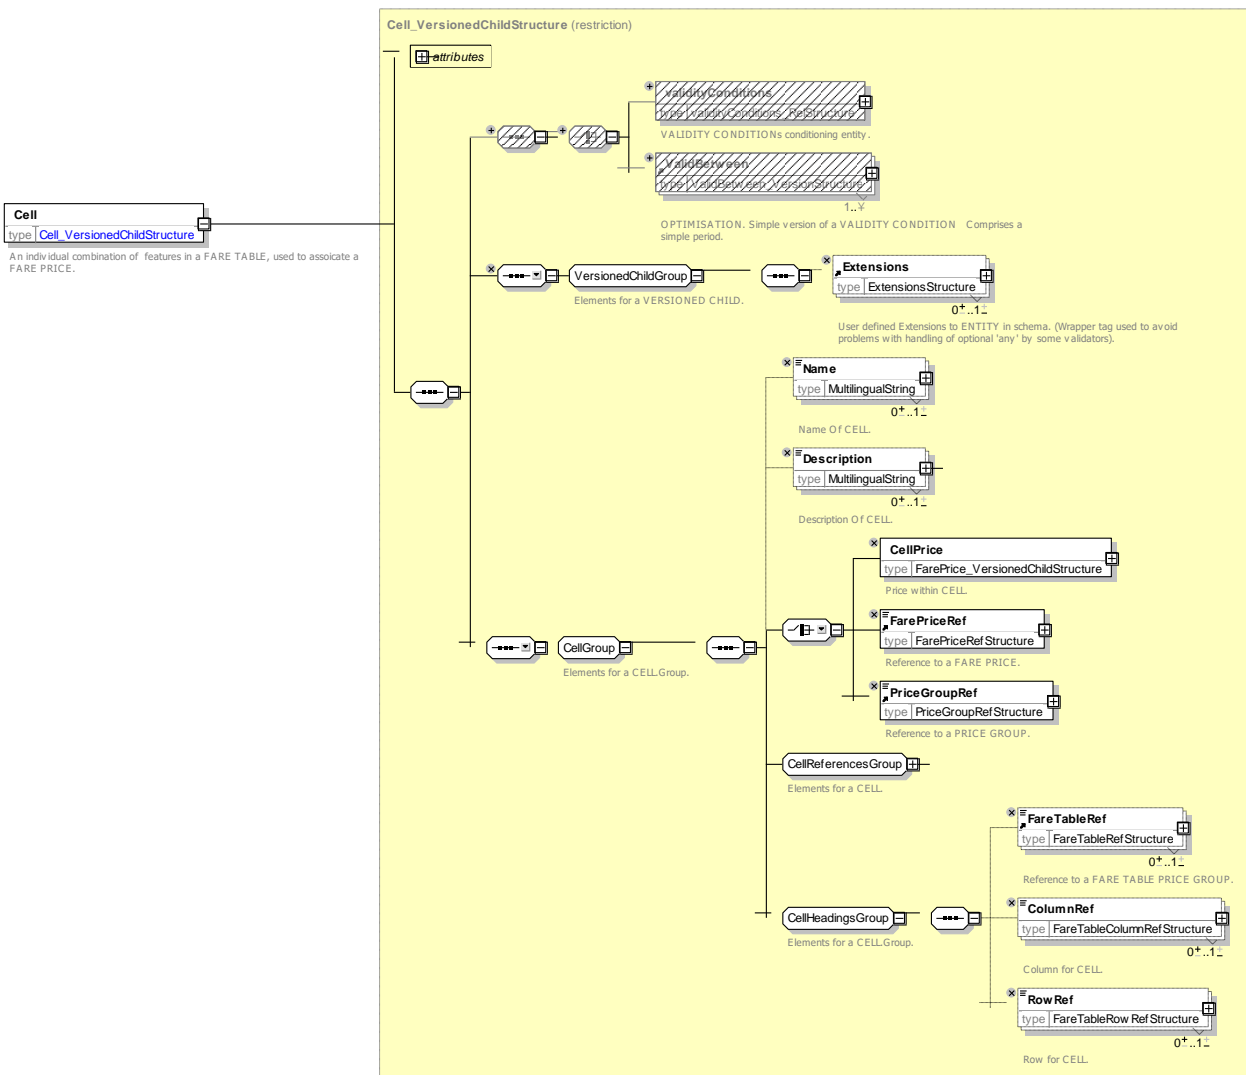 Cell_VersionedChildStructure (restriction)
attributes
validityConditions
type validityConditions_RelStructure
VALIDITY CONDITIONs conditioning entity.
ValidBetween
type ValidBetween_VersionStructure
1..¥
OPTIMISATION. Simple version of a VALIDITY CONDITION Comprises a
simple period.
Cell
type Cell_VersionedChildStructure
An individual combination of features in a FARE TABLE, used to assoicate a
FARE PRICE.
VersionedChildGroup
Elements for a VERSIONED CHILD.
Extensions
type ExtensionsStructure
0..1
User defined Extensions to ENTITY in schema. (Wrapper tag used to avoid
problems with handling of optional 'any' by some validators).
Name
type MultilingualString
0..1
Name Of CELL.
Description
type MultilingualString
0..1
Description Of CELL.
CellPrice
type FarePrice_VersionedChildStructure
Price within CELL.
FarePriceRef
type FarePriceRefStructure
Reference to a FARE PRICE.
CellGroup
Elements for a CELL.Group.
PriceGroupRef
type PriceGroupRefStructure
Reference to a PRICE GROUP.
CellReferencesGroup
Elements for a CELL.
FareTableRef
type FareTableRefStructure
0..1
Reference to a FARE TABLE PRICE GROUP.
CellHeadingsGroup
Elements for a CELL.Group.
ColumnRef
type FareTableColumnRefStructure
0..1
Column for CELL.
RowRef
type FareTableRowRefStructure
0..1
Row for CELL.